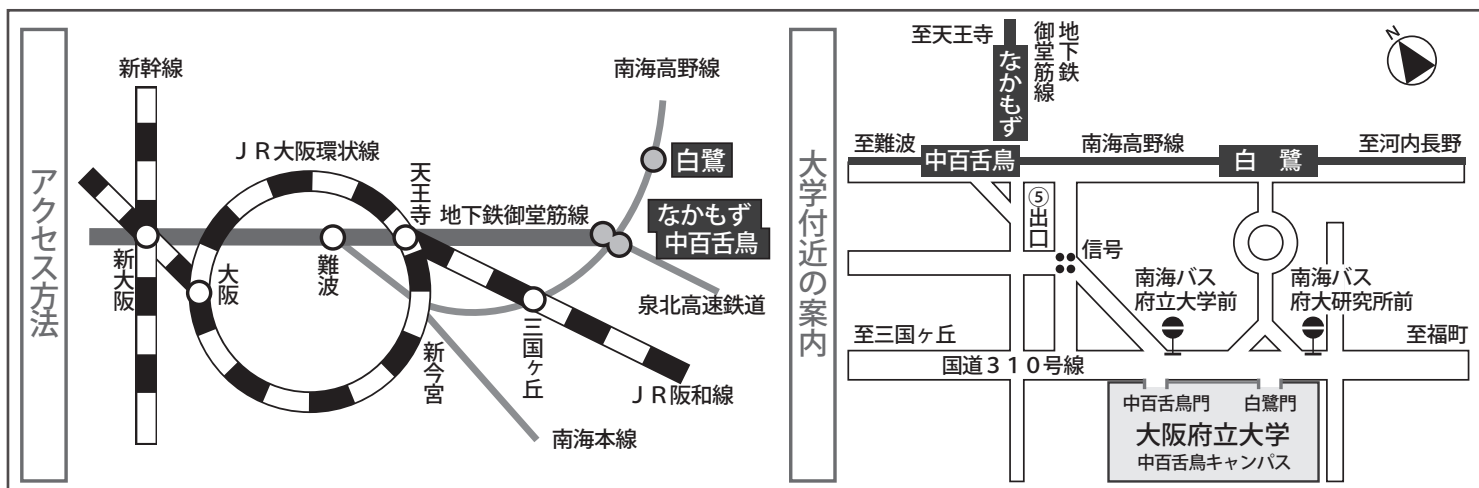 アクセス方法
新幹線
南海高野線
ＪＲ大阪環状線
白鷺
天王寺
地下鉄御堂筋線
なかもず
中百舌鳥
新大阪
大阪
難波
泉北高速鉄道
三国ヶ丘
新今宮
ＪＲ阪和線
南海本線
大学付近の案内
至天王寺
地下鉄
御堂筋線
なかもず
N
至難波
南海高野線
至河内長野
中百舌鳥
白　鷺
⑤出口
信号
南海バス
府立大学前
南海バス
府大研究所前
至三国ヶ丘
至福町
国道３１０号線
中百舌鳥門
白鷺門
大阪府立大学
中百舌鳥キャンパス